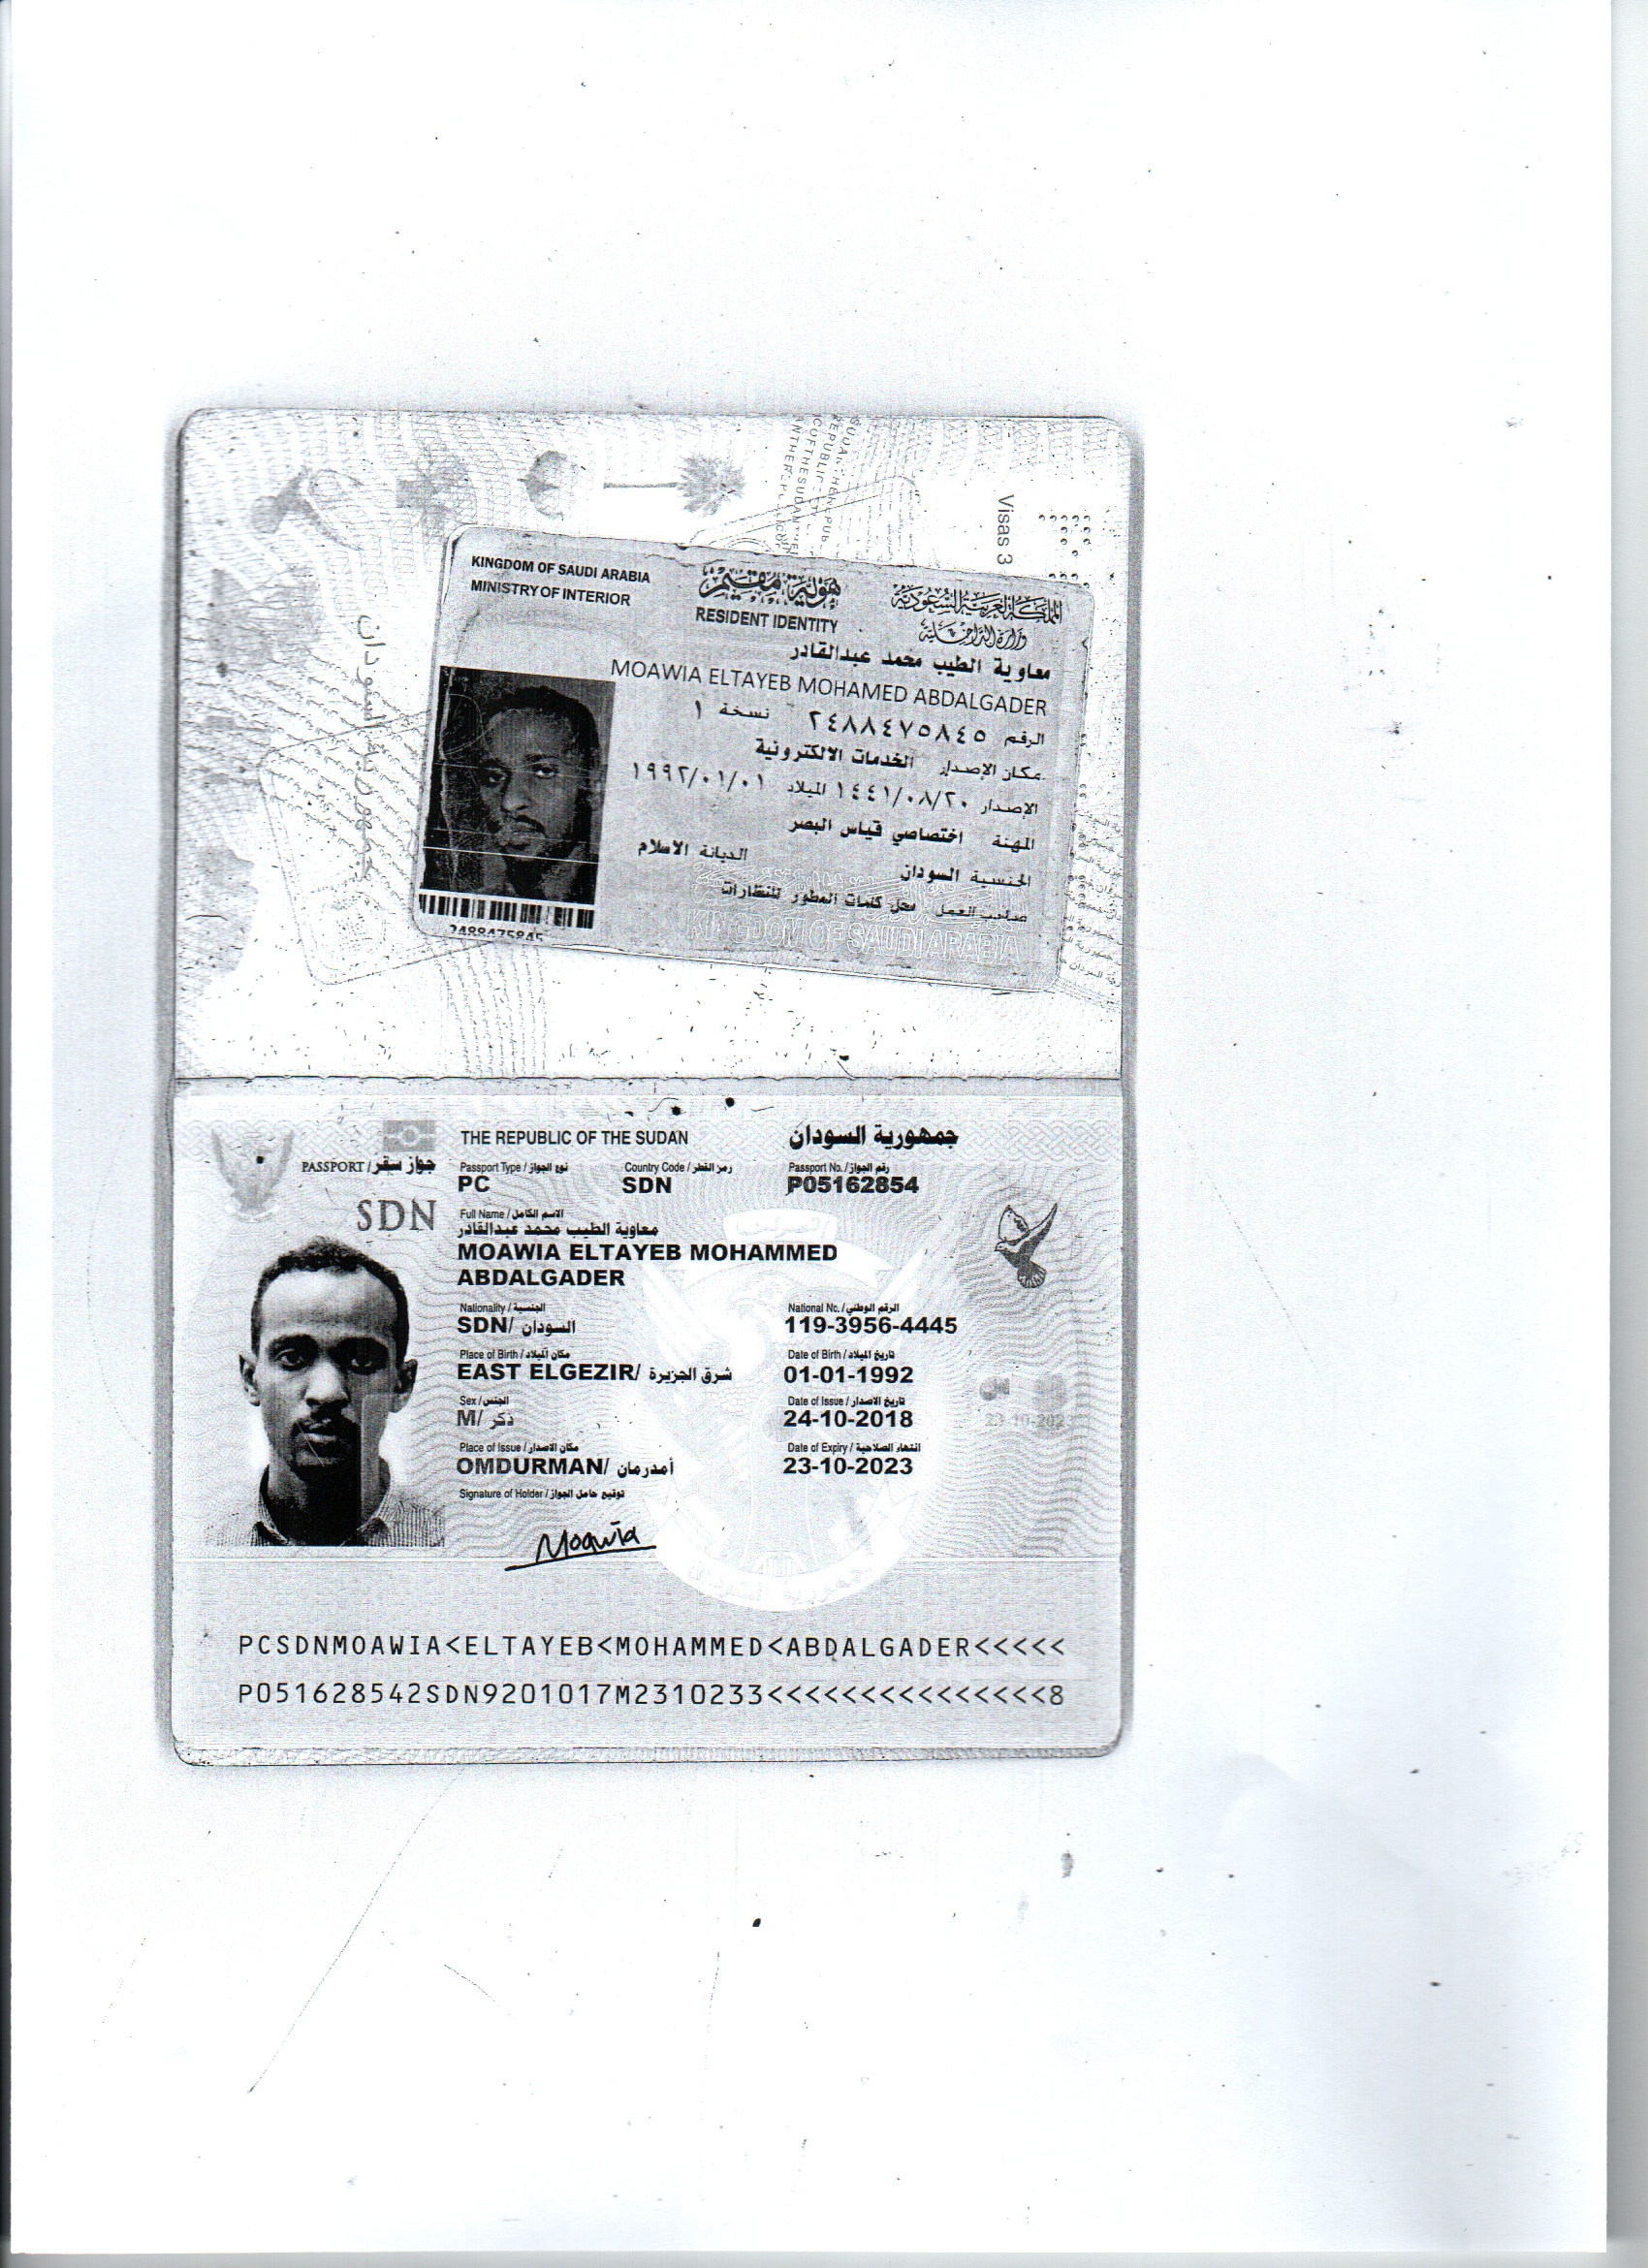 Visas 3
جمهورية السودان
KINGDOM OF SAUDI ARABIA
MINISTRY OF INTERIOR
هوية مقيم
RESIDENT IDENTITY
المملكة العربية السعودية
وزارة الداخلية
معاوية الطيب محمد عبدالقادر
MOAWIA ELTAYEB MOHAMED ABDALGADER
الرقم ٢٤٨٨٤٧٥٨٤٥ نسخة ١
مكان الإصدار الخدمات الالكترونية
الاصدار ١٤٤١/٠٨/٢٠ الميلاد ١٩٩٢/٠١/٠١
المهنة اختصاصي قياس البصر
الجنسية السودان الديانة الاسلام
صاحب العمل محل كلمات المطور للنظارات
KINGDOM OF SAUDI ARABIA
2488475845
THE REPUBLIC OF THE SUDAN جمهورية السودان
PASSPORT / جواز سفر
Passport Type / نوع الجواز Country Code / رمز القطر Passport No. / رقم الجواز
PC SDN P05162854
SDN
Full Name / الاسم الكامل
معاوية الطيب محمد عبدالقادر
MOAWIA ELTAYEB MOHAMMED
ABDALGADER
Nationality / الجنسية National No. / الرقم الوطني
SDN/ السودان 119-3956-4445
Place of Birth / مكان الميلاد Date of Birth / تاريخ الميلاد
EAST ELGEZIR/ شرق الجزيرة 01-01-1992
Sex / الجنس Date of Issue / تاريخ الاصدار
M/ ذكر 24-10-2018
23-10-2023
Place of Issue / مكان الاصدار Date of Expiry / انتهاء الصلاحية
OMDURMAN/ أمدرمان 23-10-2023
Signature of Holder / توقيع حامل الجواز
Moawia
جمهورية السودان
PCSDNMOAWIA<ELTAYEB<MOHAMMED<ABDALGADER<<<<<
P051628542SDN9201017M2310233<<<<<<<<<<<<<<<8